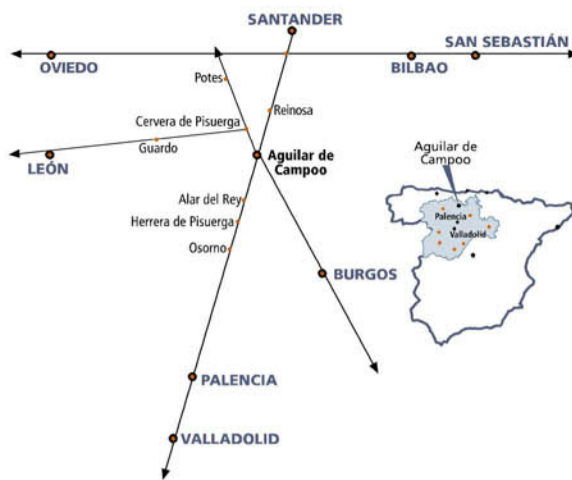 SANTANDER
SAN SEBASTIÁN
OVIEDO
BILBAO
Potes
Reinosa
Cervera de Pisuerga
Guardo
LEÓN
Aguilar de
Campoo
Aguilar de
Campoo
Alar del Rey
Herrera de Pisuerga
Osorno
Palencia
Valladolid
BURGOS
PALENCIA
VALLADOLID